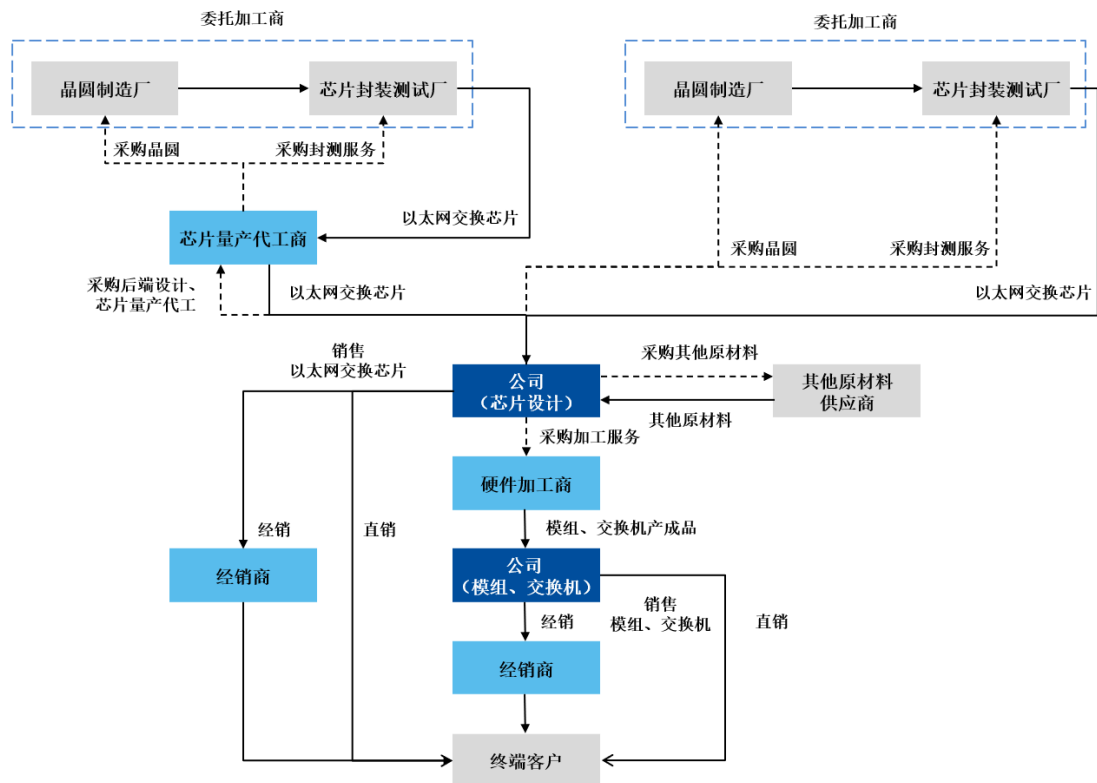 委托加工商
委托加工商
晶圆制造厂
芯片封装测试厂
晶圆制造厂
芯片封装测试厂
采购晶圆
采购封测服务
以太网交换芯片
芯片量产代工商
采购晶圆
采购封测服务
采购后端设计、
芯片量产代工
以太网交换芯片
以太网交换芯片
销售
以太网交换芯片
公司
（芯片设计）
采购其他原材料
其他原材料
供应商
其他原材料
采购加工服务
硬件加工商
经销
直销
模组、交换机产成品
经销商
公司
（模组、交换机）
经销
销售
模组、交换机
直销
经销商
终端客户